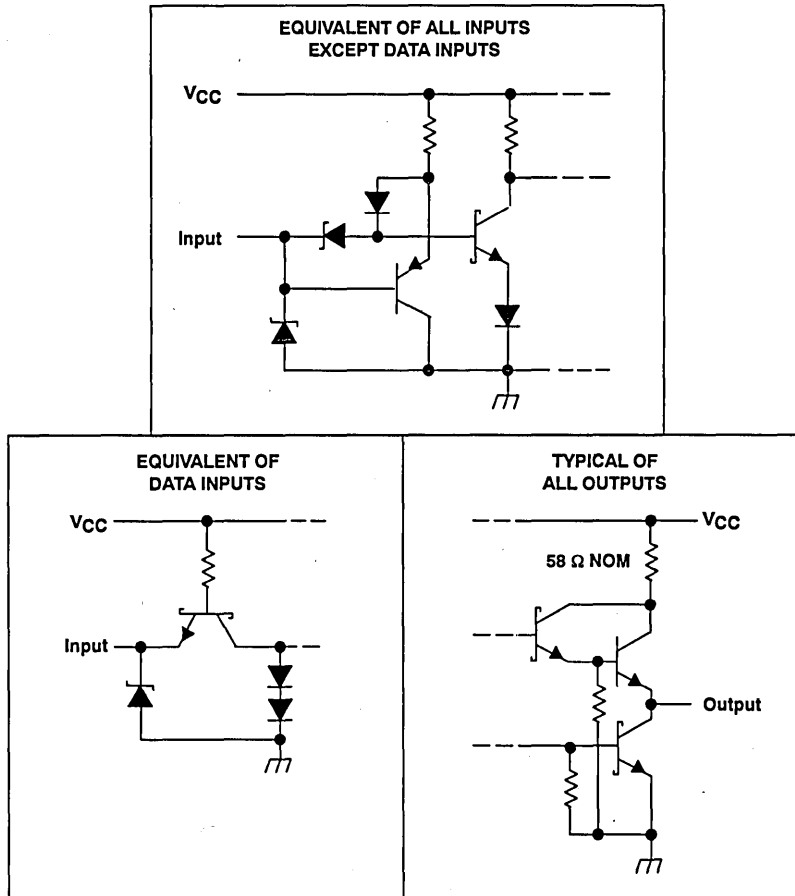 EQUIVALENT OF ALL INPUTS
EXCEPT DATA INPUTS
VCC
Input
EQUIVALENT OF
DATA INPUTS
VCC
Input
TYPICAL OF
ALL OUTPUTS
VCC
58 Ω NOM
Output